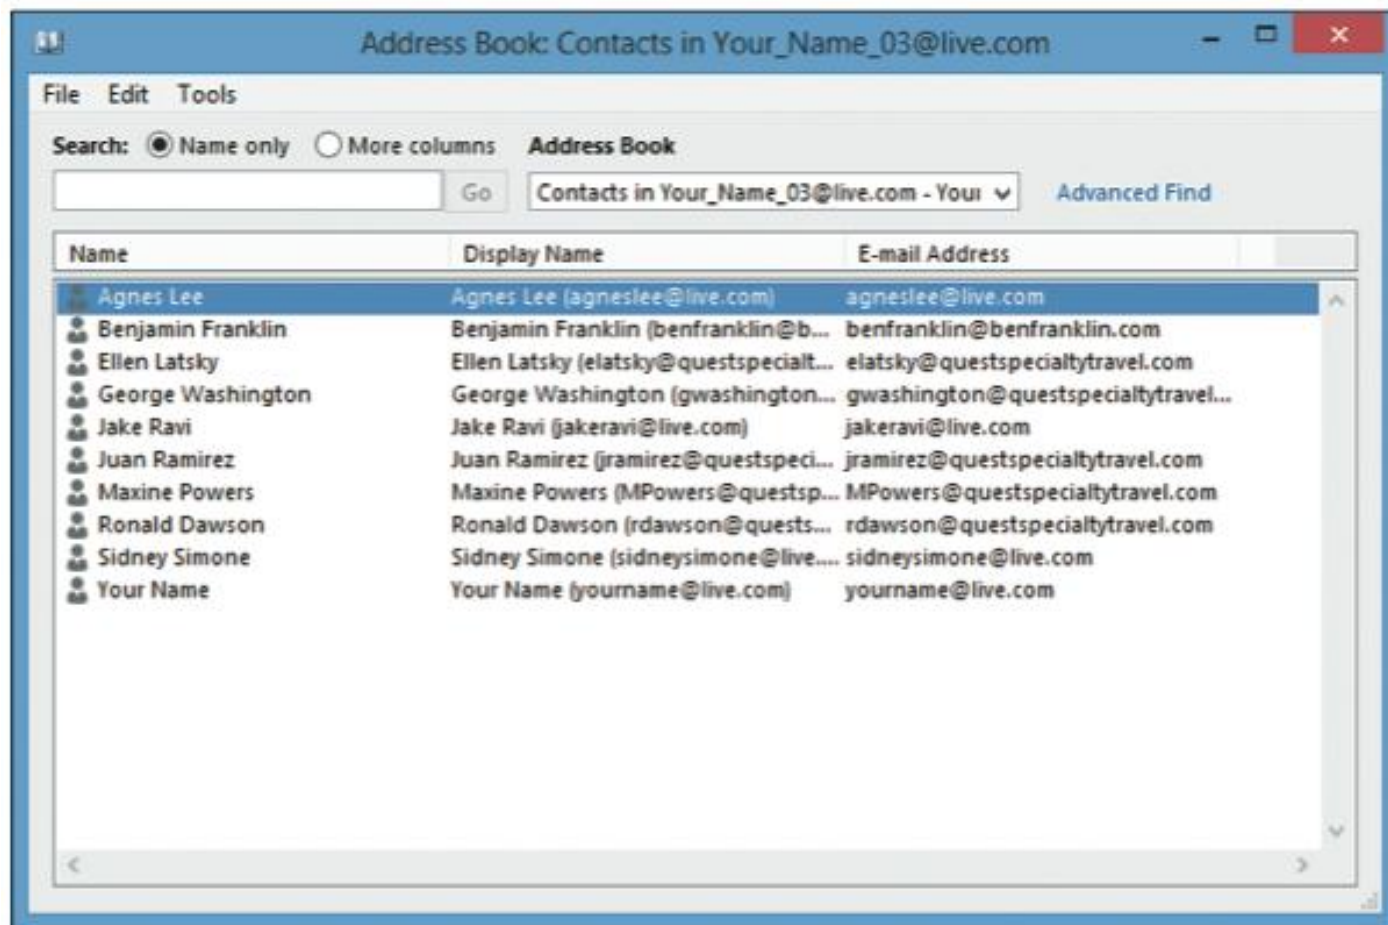 Address Book: Contacts in Your_Name_03@live.com
File Edit Tools
Search: Name only More columns Address Book
Go Contacts in Your_Name_03@live.com - Your Advanced Find
Name Display Name E-mail Address
Agnes Lee Agnes Lee (agneslee@live.com) agneslee@live.com
Benjamin Franklin Benjamin Franklin (benfranklin@b... benfranklin@benfranklin.com
Ellen Latsky Ellen Latsky (elatsky@questspecialt... elatsky@questspecialtytravel.com
George Washington George Washington (gwashington... gwashington@questspecialtytravel...
Jake Ravi Jake Ravi (jakeravi@live.com) jakeravi@live.com
Juan Ramirez Juan Ramirez (jramirez@questspeci... jramirez@questspecialtytravel.com
Maxine Powers Maxine Powers (MPowers@questsp... MPowers@questspecialtytravel.com
Ronald Dawson Ronald Dawson (rdawson@quests... rdawson@questspecialtytravel.com
Sidney Simone Sidney Simone (sidneysimone@live.... sidneysimone@live.com
Your Name Your Name (yourname@live.com) yourname@live.com